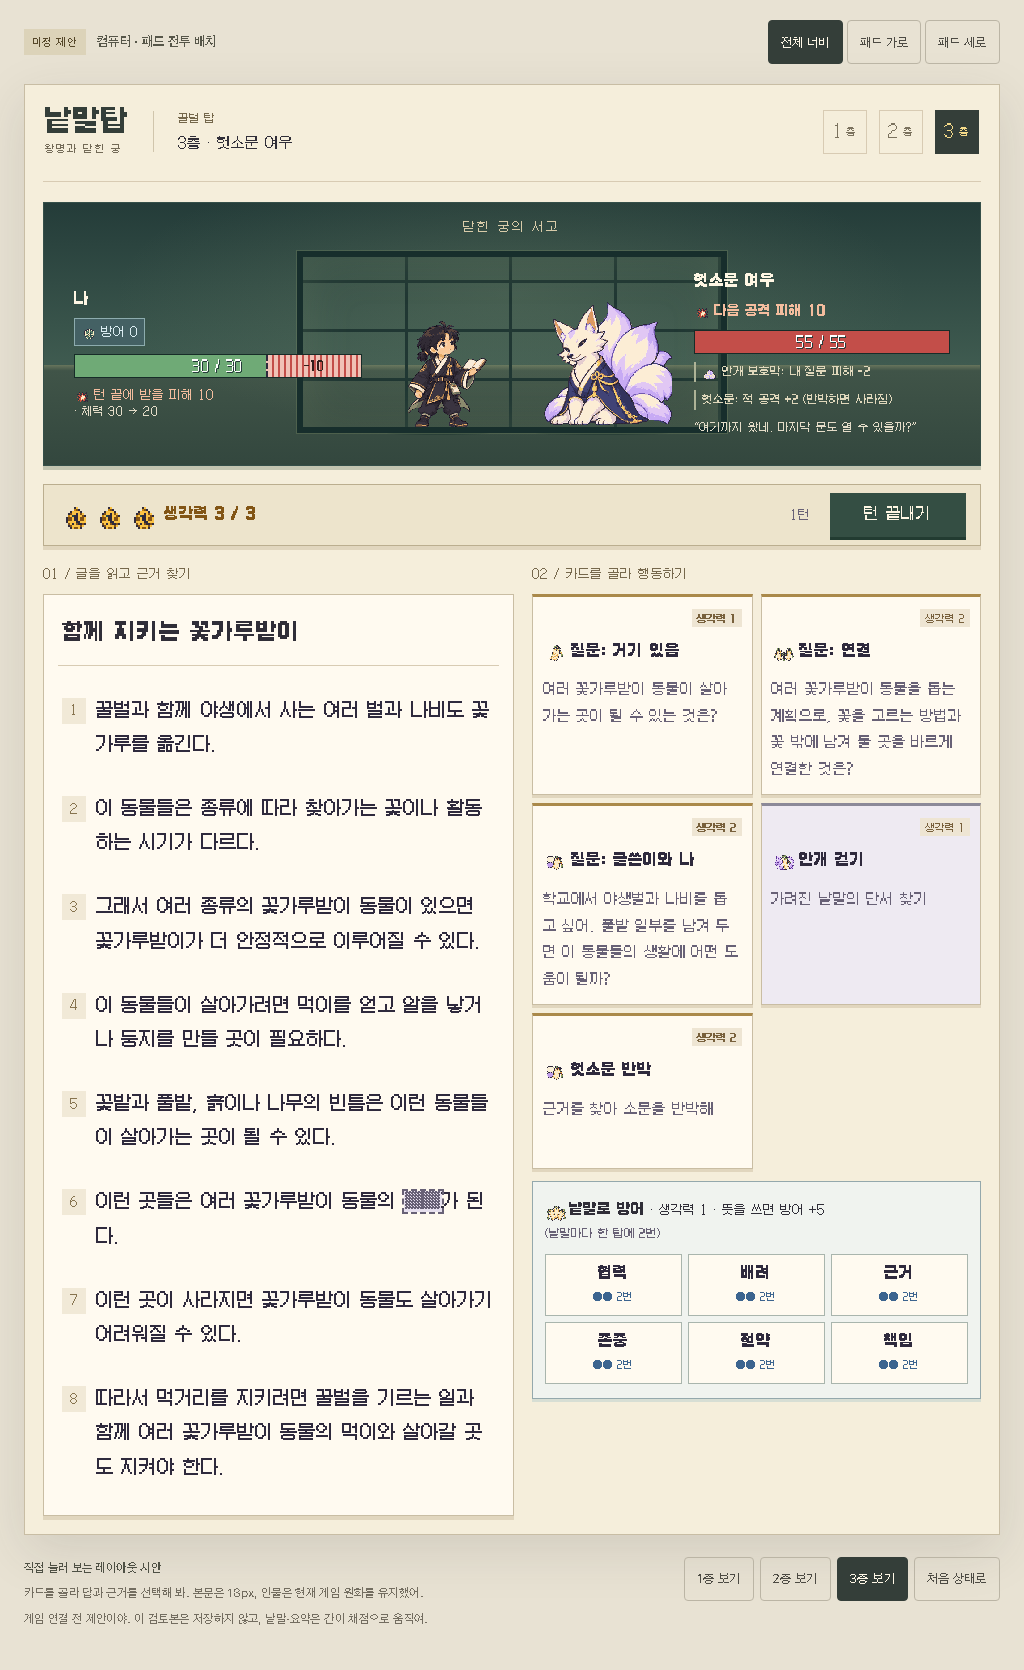 미정 제안 컴퓨터 · 패드 전투 배치
전체 너비 패드 가로 패드 세로
낱말탑
왕명과 닫힌 궁
꿀벌 탑
3층 · 헛소문 여우
1층 2층 3층
닫힌 궁의 서고
나
방어 0
30 / 30 -10
턴 끝에 받을 피해 10
· 체력 30 → 20
헛소문 여우
다음 공격 피해 10
55 / 55
안개 보호막: 내 질문 피해 -2
헛소문: 적 공격 +2 (반박하면 사라짐)
“여기까지 왔네. 마지막 문도 열 수 있을까?”
생각력 3 / 3
1턴 턴 끝내기
01 / 글을 읽고 근거 찾기
함께 지키는 꽃가루받이
1 꿀벌과 함께 야생에서 사는 여러 벌과 나비도 꽃
가루를 옮긴다.
2 이 동물들은 종류에 따라 찾아가는 꽃이나 활동
하는 시기가 다르다.
3 그래서 여러 종류의 꽃가루받이 동물이 있으면
꽃가루받이가 더 안정적으로 이루어질 수 있다.
4 이 동물들이 살아가려면 먹이를 얻고 알을 낳거
나 둥지를 만들 곳이 필요하다.
5 꽃밭과 풀밭, 흙이나 나무의 빈틈은 이런 동물들
이 살아가는 곳이 될 수 있다.
6 이런 곳들은 여러 꽃가루받이 동물의 가 된
다.
7 이런 곳이 사라지면 꽃가루받이 동물도 살아가기
어려워질 수 있다.
8 따라서 먹거리를 지키려면 꿀벌을 기르는 일과
함께 여러 꽃가루받이 동물의 먹이와 살아갈 곳
도 지켜야 한다.
02 / 카드를 골라 행동하기
생각력 1
질문: 거기 있음
여러 꽃가루받이 동물이 살아
가는 곳이 될 수 있는 것은?
생각력 2
질문: 연결
여러 꽃가루받이 동물을 돕는
계획으로, 꽃을 고르는 방법과
꽃 밖에 남겨 둘 곳을 바르게
연결한 것은?
생각력 2
질문: 글쓴이와 나
학교에서 야생벌과 나비를 돕
고 싶어. 풀밭 일부를 남겨 두
면 이 동물들의 생활에 어떤 도
움이 될까?
생각력 1
안개 걷기
가려진 낱말의 단서 찾기
생각력 2
헛소문 반박
근거를 찾아 소문을 반박해
낱말로 방어 · 생각력 1 · 뜻을 쓰면 방어 +5
(낱말마다 한 탑에 2번)
협력 배려 근거
2번 2번 2번
존중 절약 책임
2번 2번 2번
직접 눌러 보는 레이아웃 시안
카드를 골라 답과 근거를 선택해 봐. 본문은 18px, 인물은 현재 게임 원화를 유지했어.
게임 연결 전 제안이야. 이 검토본은 저장하지 않고, 낱말·요약은 간이 채점으로 움직여.
1층 보기 2층 보기 3층 보기 처음 상태로